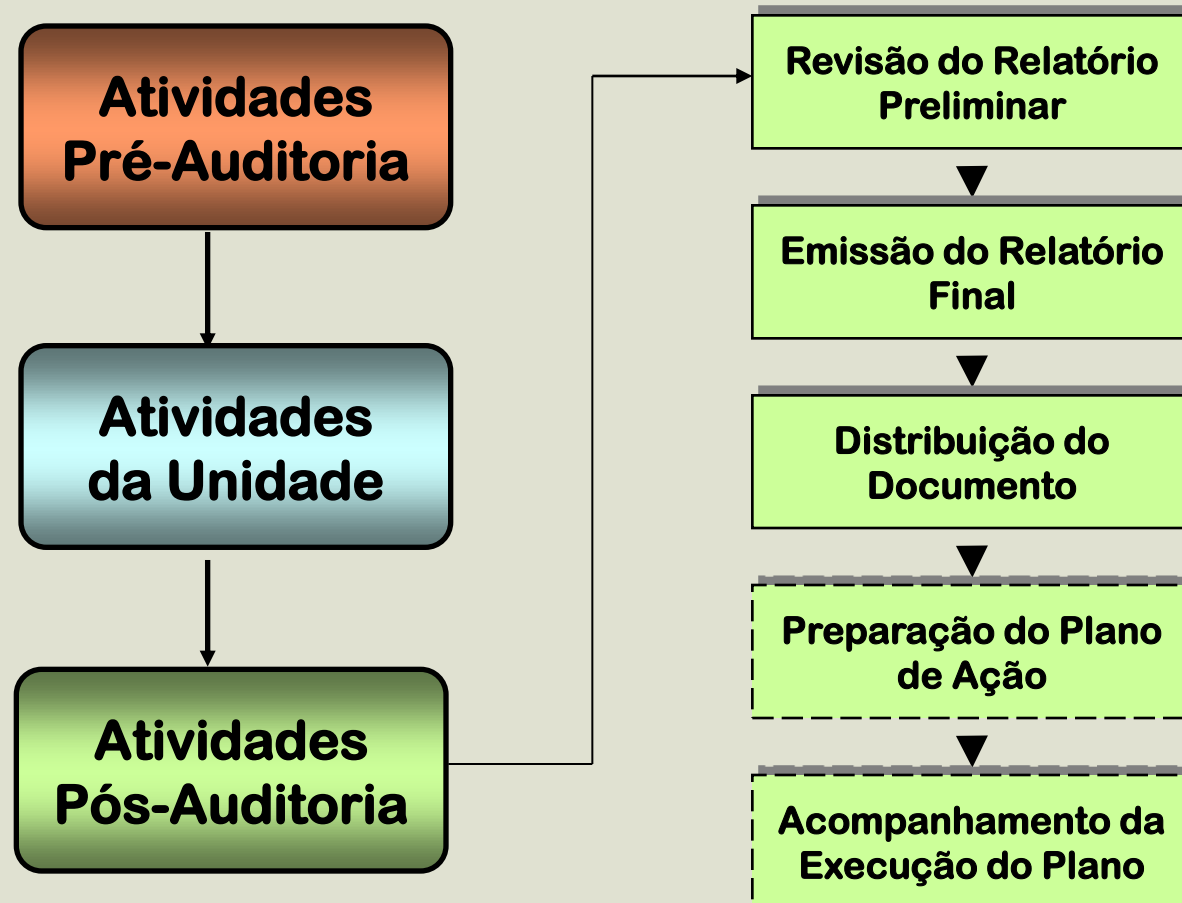 Atividades
Pré-Auditoria
Atividades
da Unidade
Atividades
Pós-Auditoria
Revisão do Relatório
Preliminar
Emissão do Relatório
Final
Distribuição do
Documento
Preparação do Plano
de Ação
Acompanhamento da
Execução do Plano